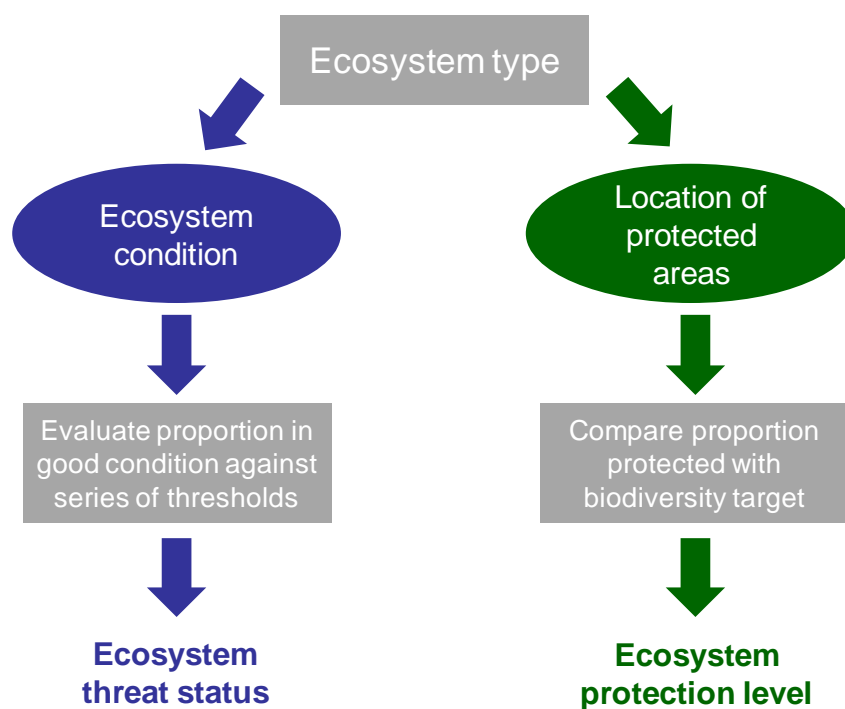 Ecosystem type
Ecosystem
condition
Location of
protected
areas
Evaluate proportion in
good condition against
series of thresholds
Compare proportion
protected with
biodiversity target
Ecosystem
threat status
Ecosystem
protection level